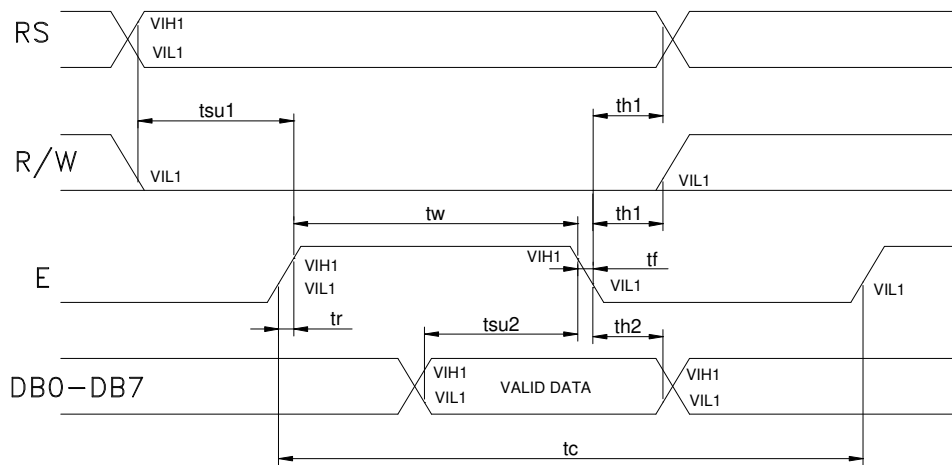 RS VIH1
VIL1
tsu1 th1
R/W VIL1 VIL1
tw th1
E VIH1 VIH1 tf
VIL1 VIL1 VIL1
tr tsu2 th2
DB0-DB7 VIH1 VALID DATA VIH1
VIL1 VIL1
tc